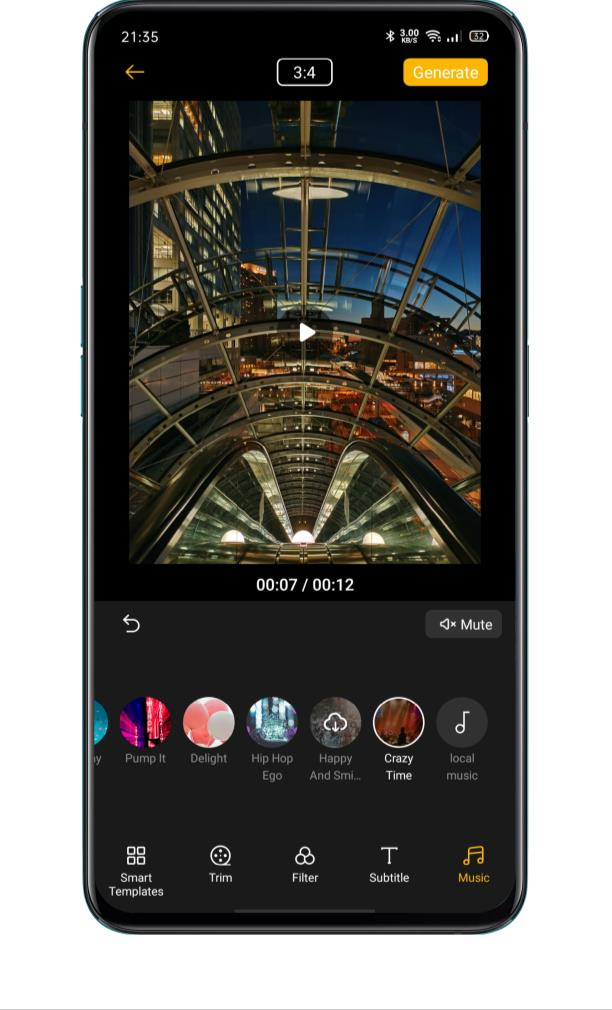 21:35
3.00
KB/S
32
3:4
Generate
00:07 / 00:12
Mute
y
Pump It
Delight
Hip Hop
Ego
Happy
And Smi...
Crazy
Time
local
music
Smart
Templates
Trim
Filter
Subtitle
Music